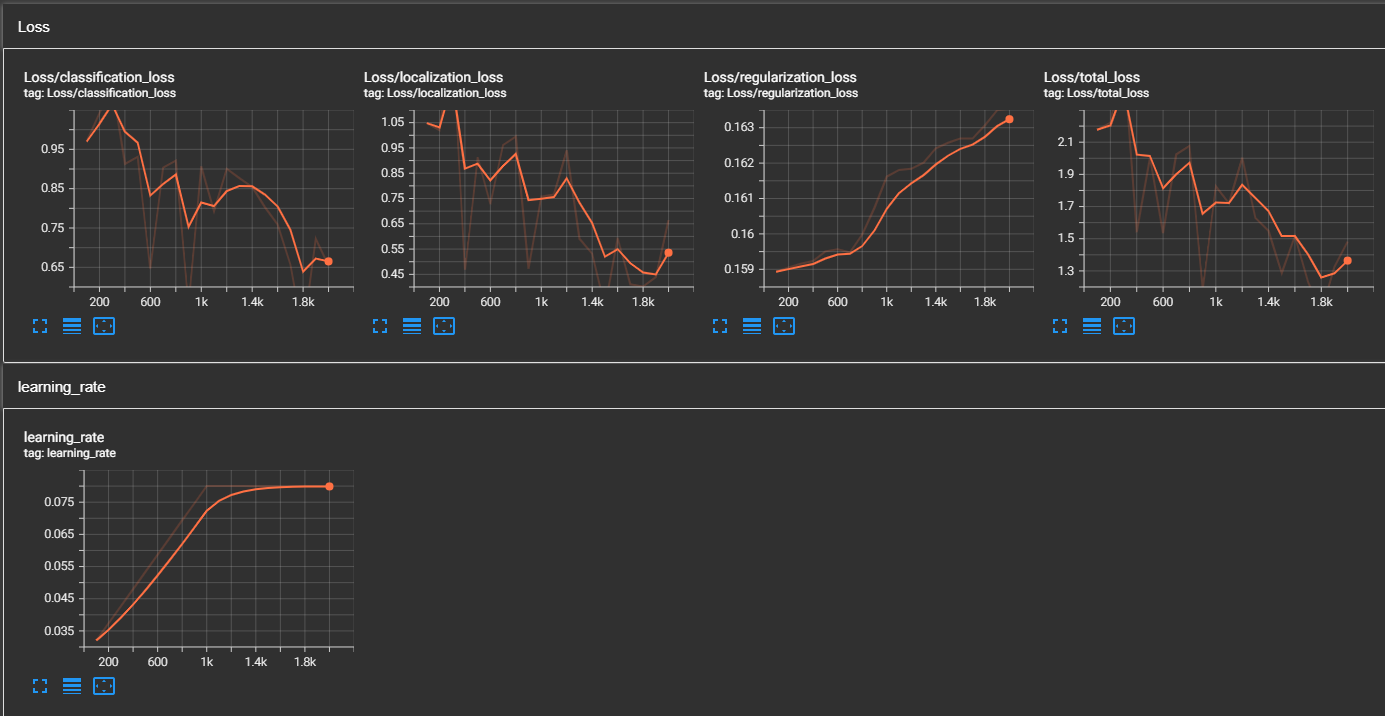 Loss
Loss/classification_loss
tag: Loss/classification_loss
0.95
0.85
0.75
0.65
200 600 1k 1.4k 1.8k
Loss/localization_loss
tag: Loss/localization_loss
1.05
0.95
0.85
0.75
0.65
0.55
0.45
200 600 1k 1.4k 1.8k
Loss/regularization_loss
tag: Loss/regularization_loss
0.163
0.162
0.161
0.16
0.159
200 600 1k 1.4k 1.8k
Loss/total_loss
tag: Loss/total_loss
2.1
1.9
1.7
1.5
1.3
200 600 1k 1.4k 1.8k
learning_rate
learning_rate
tag: learning_rate
0.075
0.065
0.055
0.045
0.035
200 600 1k 1.4k 1.8k